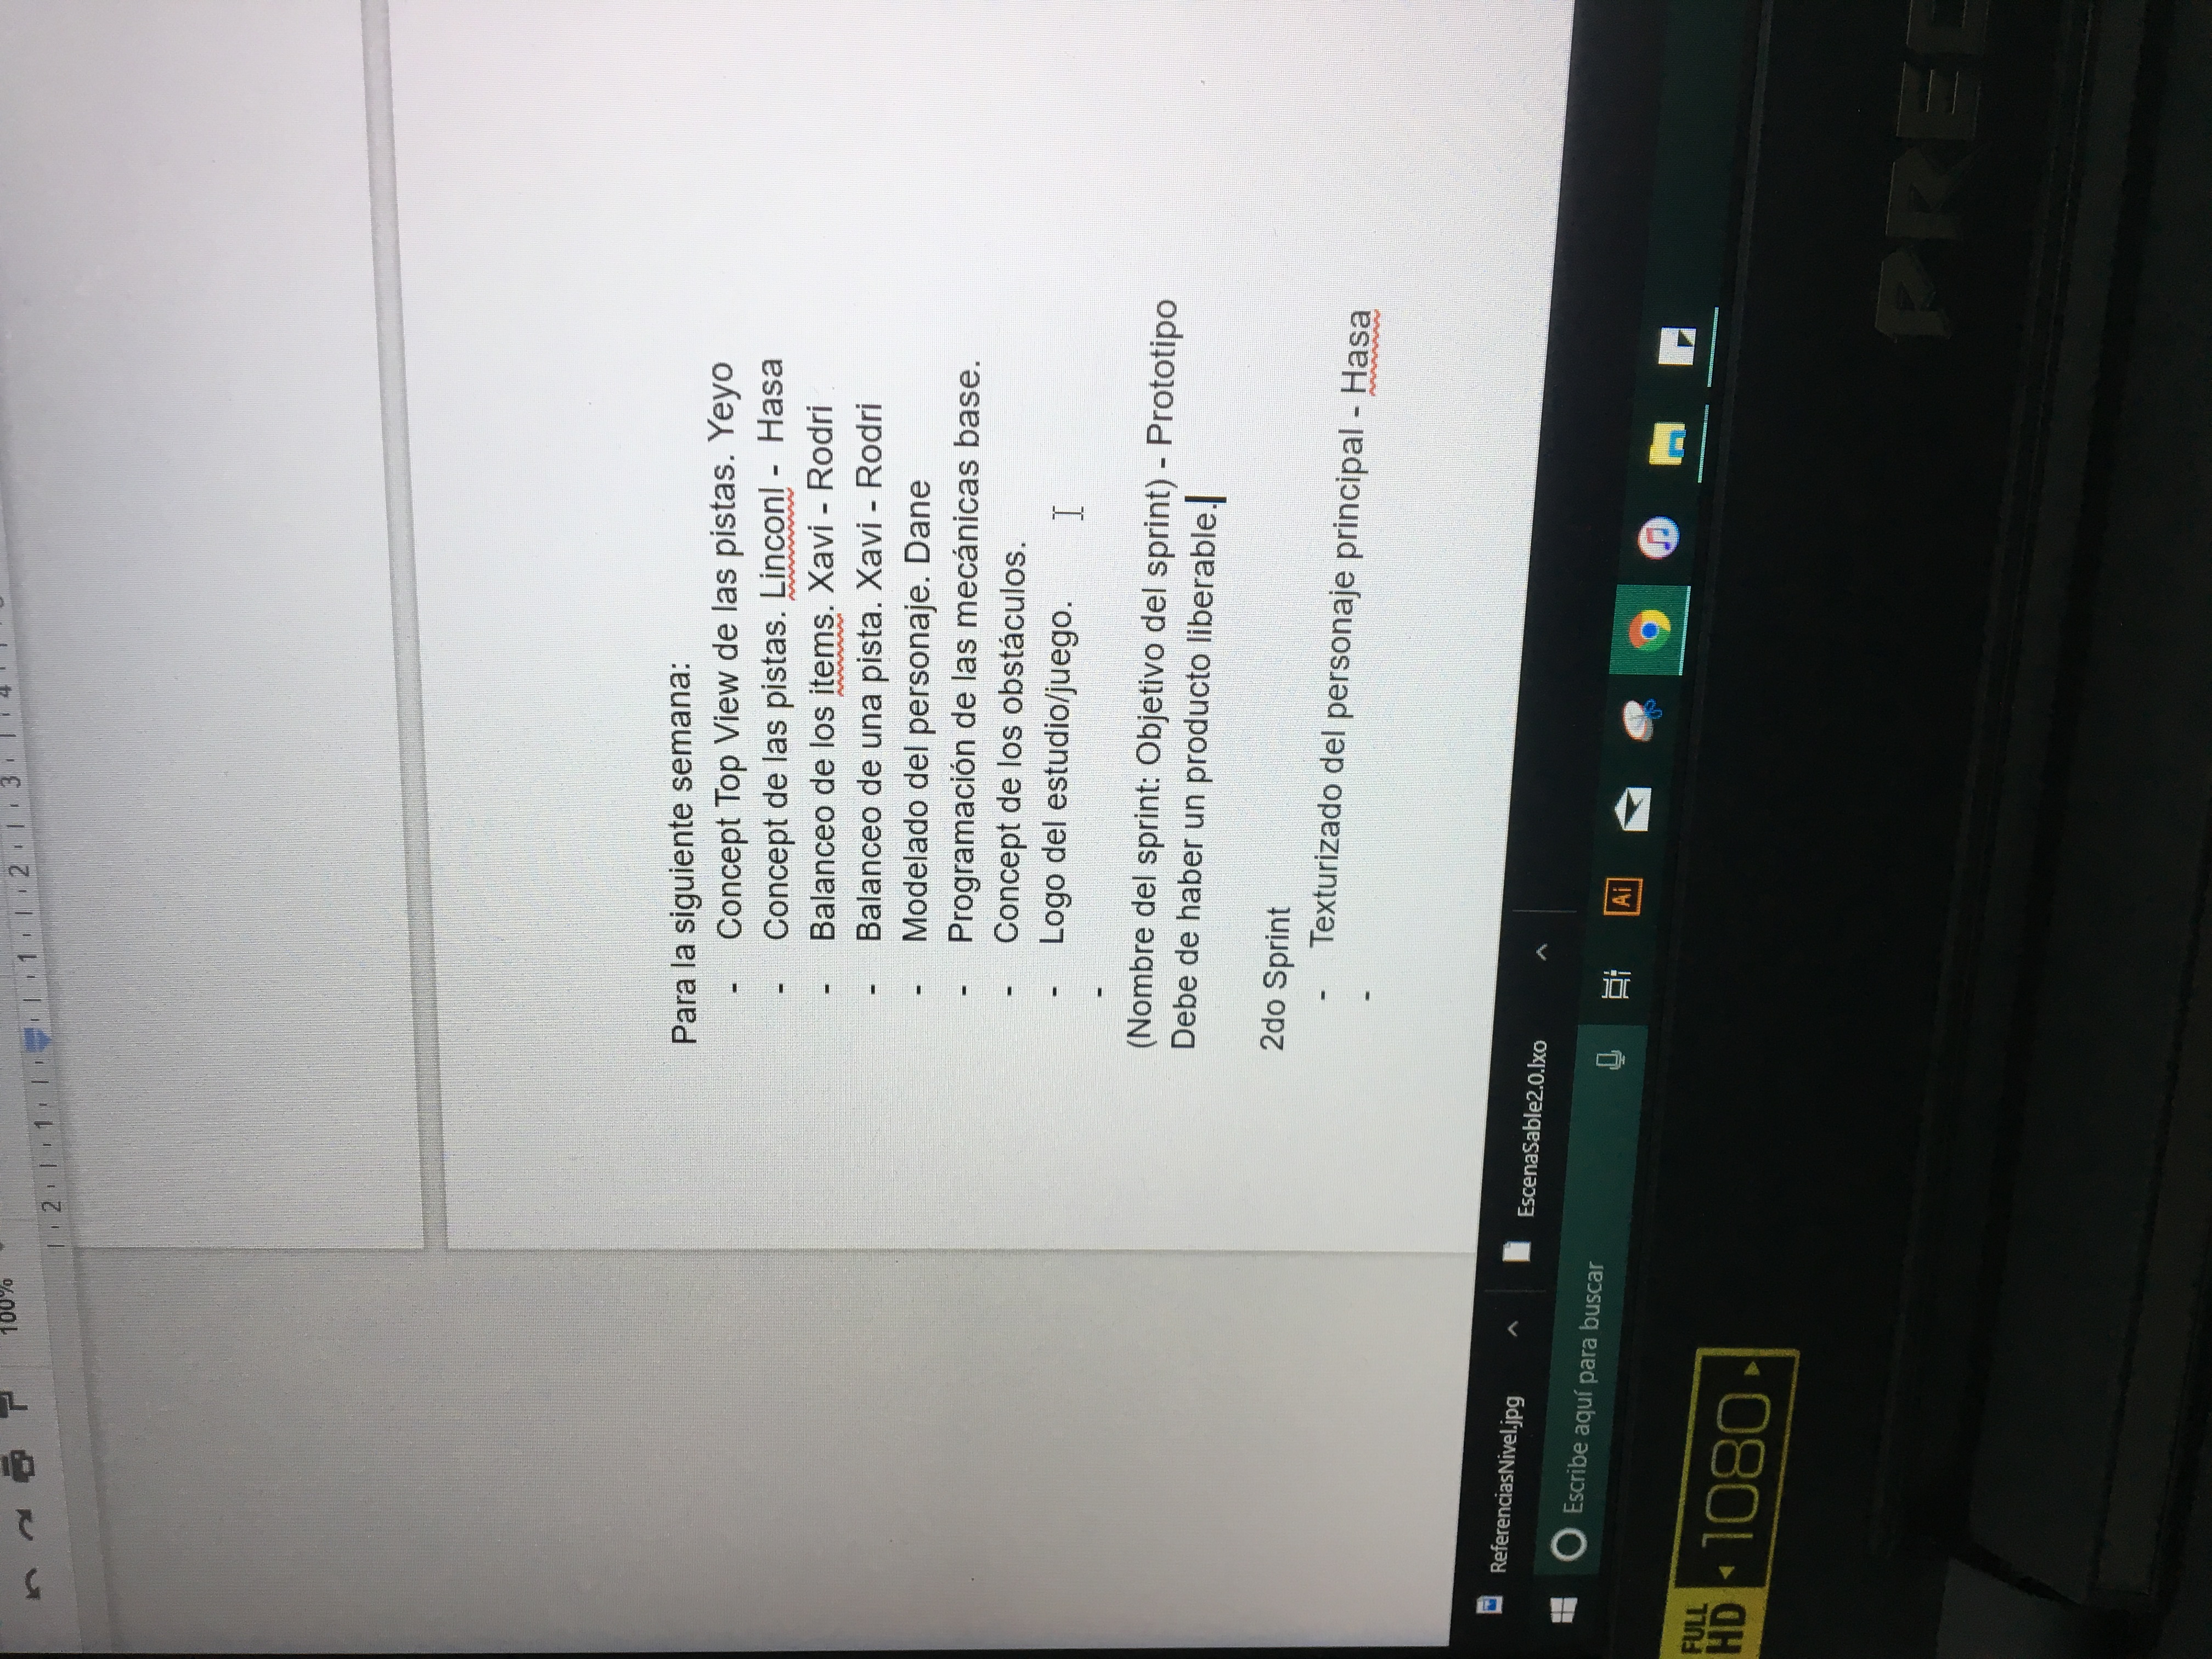 100%
2 1 1 2 3 4
Para la siguiente semana:
- Concept Top View de las pistas. Yeyo
- Concept de las pistas. Linconl - Hasa
- Balanceo de los items. Xavi - Rodri
- Balanceo de una pista. Xavi - Rodri
- Modelado del personaje. Dane
- Programación de las mecánicas base.
- Concept de los obstáculos.
- Logo del estudio/juego.
-
(Nombre del sprint: Objetivo del sprint) - Prototipo
Debe de haber un producto liberable.
2do Sprint
- Texturizado del personaje principal - Hasa
-
ReferenciasNivel.jpg
EscenaSable2.0.lxo
Escribe aquí para buscar
Ai
FULL
HD
1080